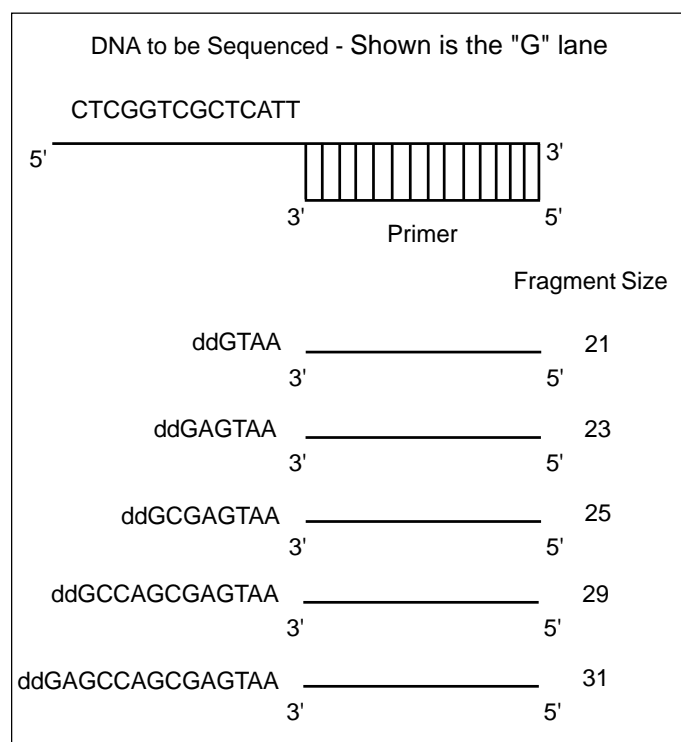 DNA to be Sequenced - Shown is the "G" lane
CTCGGTCGCTCATT
5' 3'
3' 5'
Primer
Fragment Size
ddGTAA 21
3' 5'
ddGAGTAA 23
3' 5'
ddGCGAGTAA 25
3' 5'
ddGCCAGCGAGTAA 29
3' 5'
ddGAGCCAGCGAGTAA 31
3' 5'